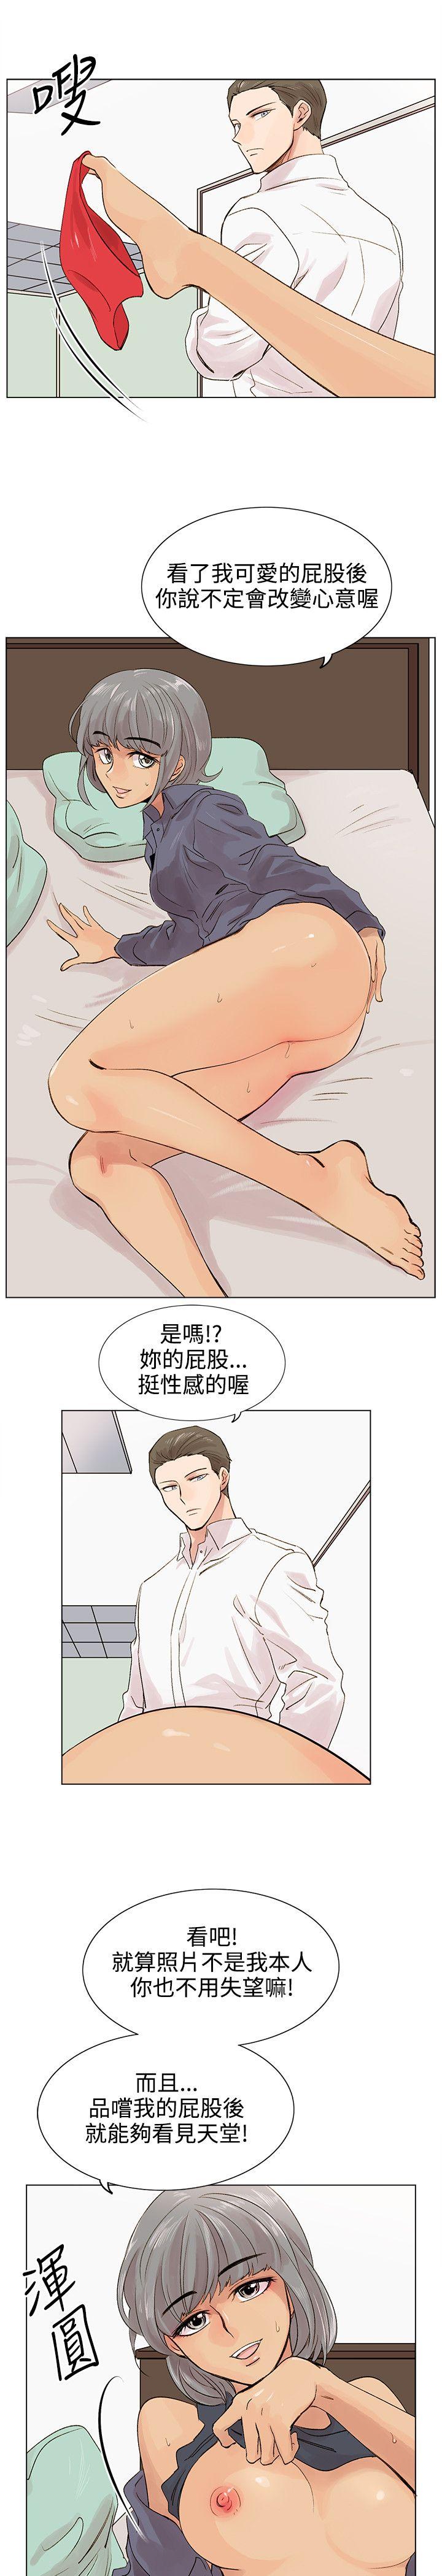 嗖
看了我可愛的屁股後
你說不定會改變心意喔
是嗎!?
妳的屁股...
挺性感的喔
看吧!
就算照片不是我本人
你也不用失望嘛!
而且...
品嚐我的屁股後
就能夠看見天堂!
渾圓